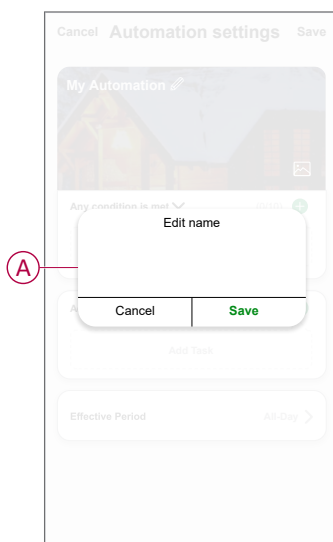 Cancel Automation settings Save
My Automation
Any condition is met
Edit name
A
Cancel Save
Add Task
Effective Period All-Day